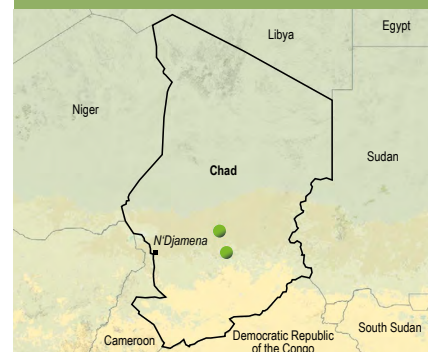 Libya
Egypt
Niger
Chad
Sudan
N'Djamena
Cameroon
Democratic Republic
of the Congo
South Sudan